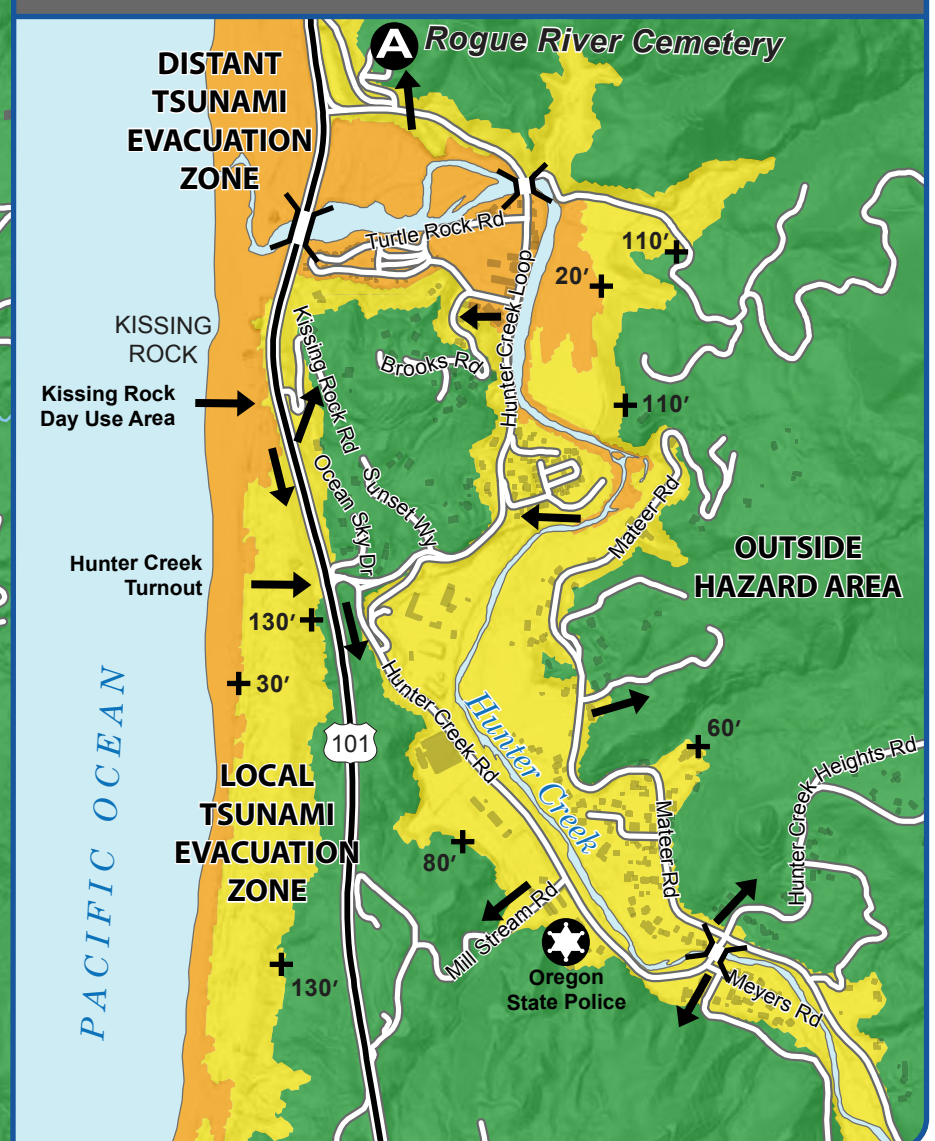 A
Rogue River Cemetery
DISTANT
TSUNAMI
EVACUATION
ZONE
Turtle Rock Rd
110′
20′
Hunter Creek Loop
KISSING
ROCK
Kissing Rock Rd
Brooks Rd
Kissing Rock
Day Use Area
110′
Ocean Sky Dr
Sunset Wy
Mateer Rd
OUTSIDE
HAZARD AREA
Hunter Creek
Turnout
130′
30′
Hunter Creek Rd
Hunter Creek
PACIFIC OCEAN
101
60′
Hunter Creek Heights Rd
LOCAL
TSUNAMI
EVACUATION
ZONE
Mateer Rd
80′
Mill Stream Rd
Oregon
State Police
130′
Meyers Rd